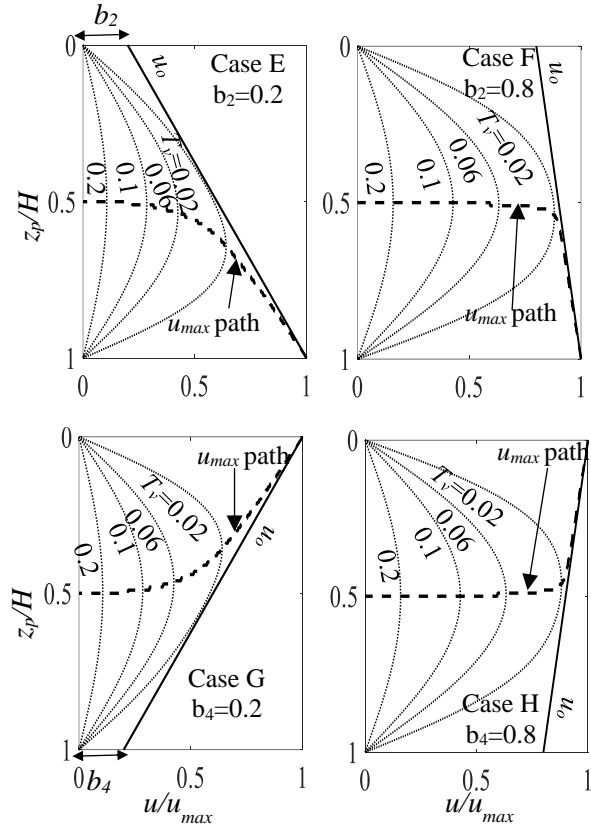 b2
0
Case E
b2=0.2
uo
Tv=0.02
0.06
0.1
0.2
0.5
zp/H
umax path
1
0
0.5
1
0
Case F
b2=0.8
uo
Tv=0.02
0.06
0.1
0.2
0.5
umax path
1
0
0.5
1
0
umax path
Tv=0.02
0.06
0.1
0.2
uo
0.5
zp/H
Case G
b4=0.2
1
b4
0
0.5
1
u/umax
0
umax path
Tv=0.02
0.06
0.1
0.2
0.5
Case H
b4=0.8
uo
1
0
0.5
1
u/umax